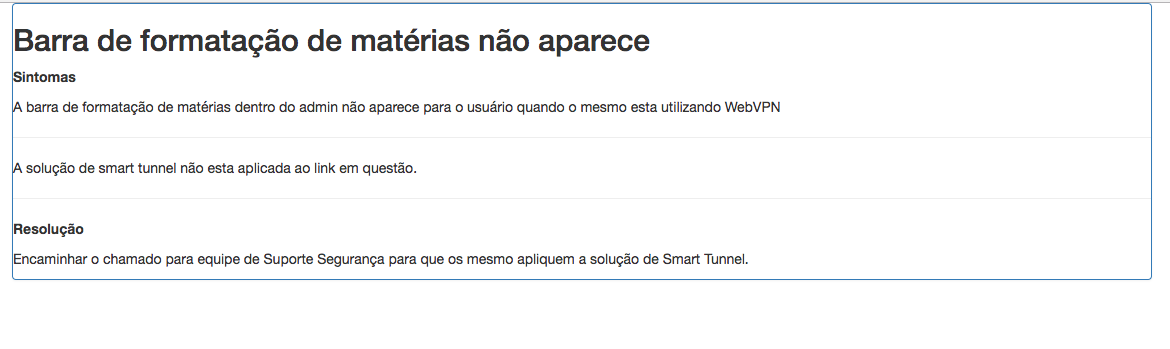 Barra de formatação de matérias não aparece
Sintomas
A barra de formatação de matérias dentro do admin não aparece para o usuário quando o mesmo esta utilizando WebVPN
A solução de smart tunnel não esta aplicada ao link em questão.
Resolução
Encaminhar o chamado para equipe de Suporte Segurança para que os mesmo apliquem a solução de Smart Tunnel.